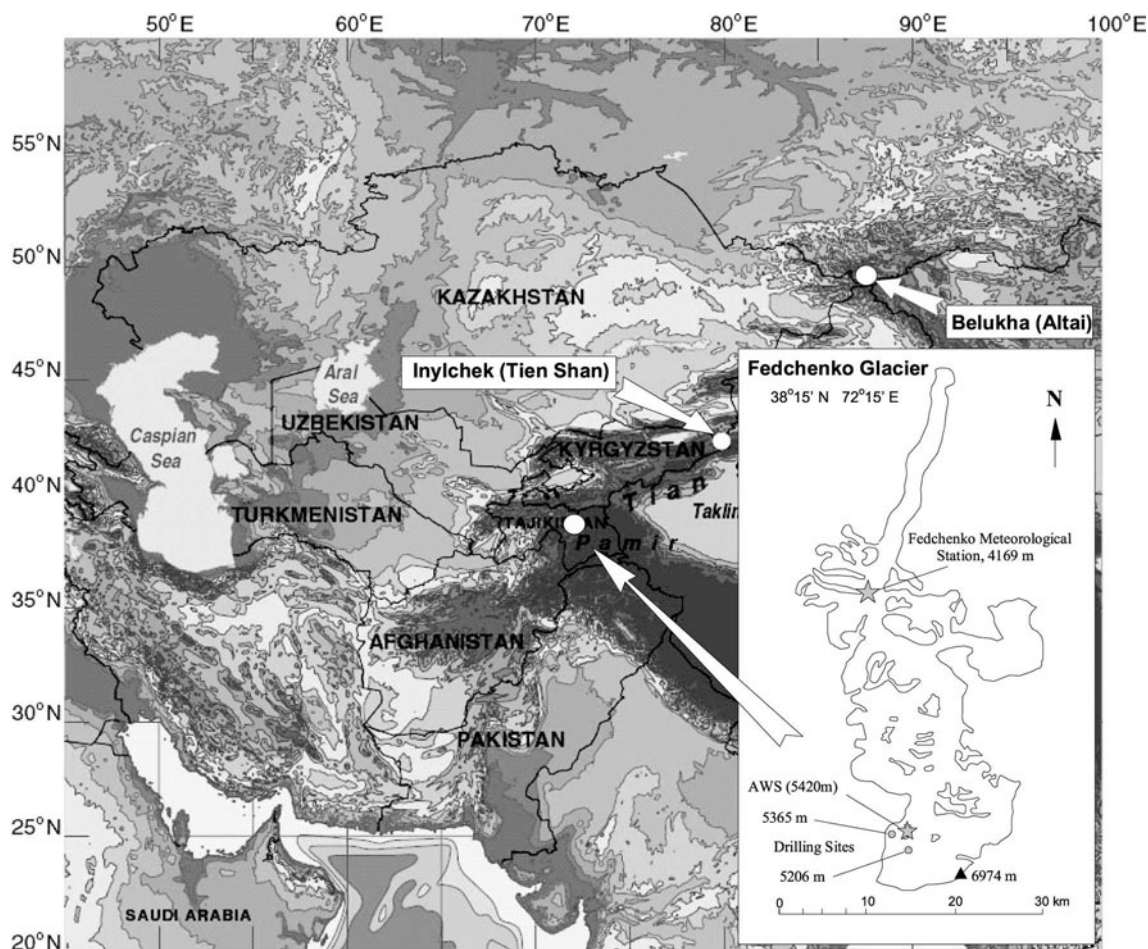 50°E 60°E 70°E 80°E 90°E 100°E
55°N
50°N
45°N
40°N
35°N
30°N
25°N
20°N
KAZAKHSTAN
Belukha (Altai)
Inylchek (Tien Shan)
Aral
Sea
UZBEKISTAN
Caspian
Sea
KYRGYZSTAN
TURKMENISTAN
Tian
Taklim
TAJIKISTAN
Pamir
AFGHANISTAN
PAKISTAN
SAUDI ARABIA
Fedchenko Glacier
38°15' N 72°15' E
N
Fedchenko Meteorological
Station, 4169 m
AWS (5420m)
5365 m
Drilling Sites
5206 m
6974 m
0 10 20 30 km